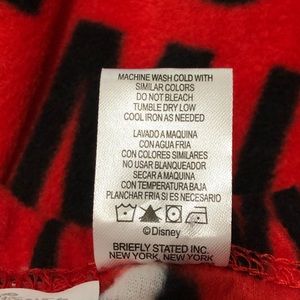 MACHINE WASH COLD WITH
SIMILAR COLORS
DO NOT BLEACH
TUMBLE DRY LOW
COOL IRON AS NEEDED
LAVADO A MAQUINA
CON AGUA FRIA
CON COLORES SIMILARES
NO USAR BLANQUEADOR
SECAR A MAQUINA
CON TEMPERATURA BAJA
PLANCHAR FRIA SI ES NECESARIO
©Disney
BRIEFLY STATED INC.
NEW YORK, NEW YORK